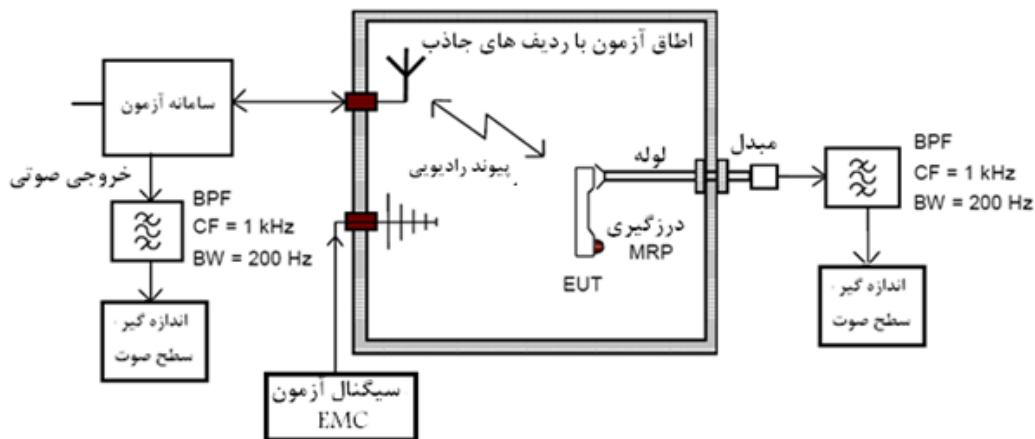 اطاق آزمون با ردیف های جاذب
سامانه آزمون
خروجی صوتی
BPF
CF = 1 kHz
BW = 200 Hz
اندازه گیر
سطح صوت
پیوند رادیویی
لوله
مبدل
درزگیری
MRP
EUT
BPF
CF = 1 kHz
BW = 200 Hz
اندازه گیر
سطح صوت
سیگنال آزمون
EMC